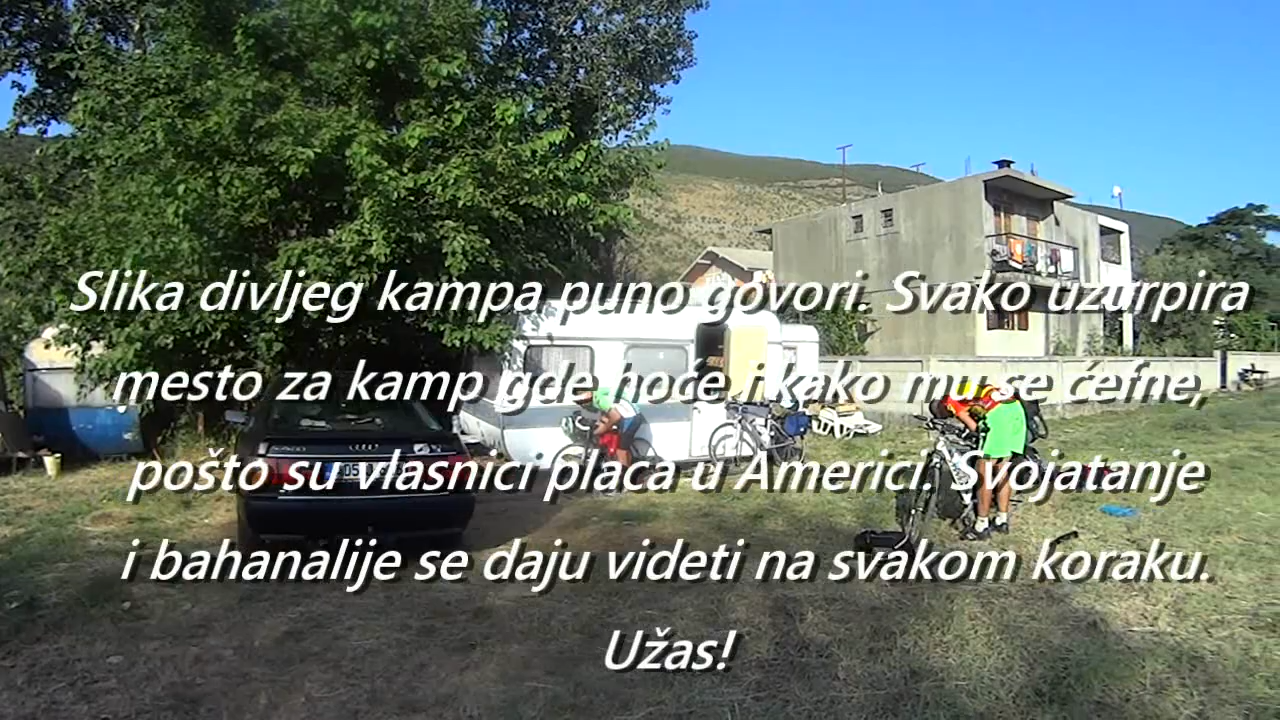 Slika divljeg kampa puno govori. Svako uzurpira
mesto za kamp gde hoće i kako mu se ćefne,
pošto su vlasnici placa u Americi. Svojatanje
i bahanalije se daju videti na svakom koraku.
Užas!